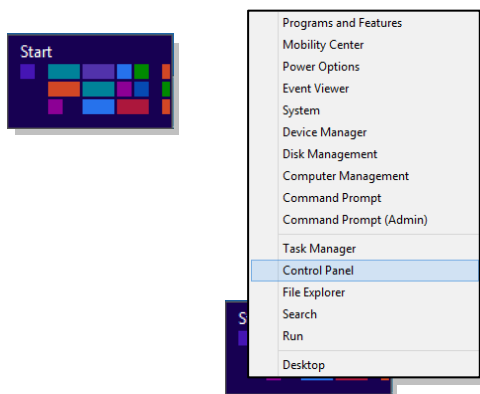 Start
Programs and Features
Mobility Center
Power Options
Event Viewer
System
Device Manager
Disk Management
Computer Management
Command Prompt
Command Prompt (Admin)
Task Manager
Control Panel
File Explorer
Search
Run
Desktop